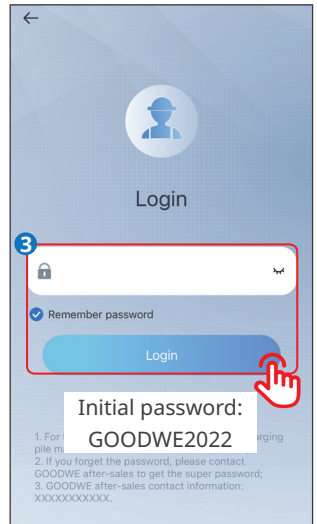 Login
3
Remember password
Login
Initial password:
GOODWE2022
1. For arging
pile m
2. If you forget the password, please contact
GOODWE after-sales to get the super password;
3. GOODWE after-sales contact information:
XXXXXXXXXXX.